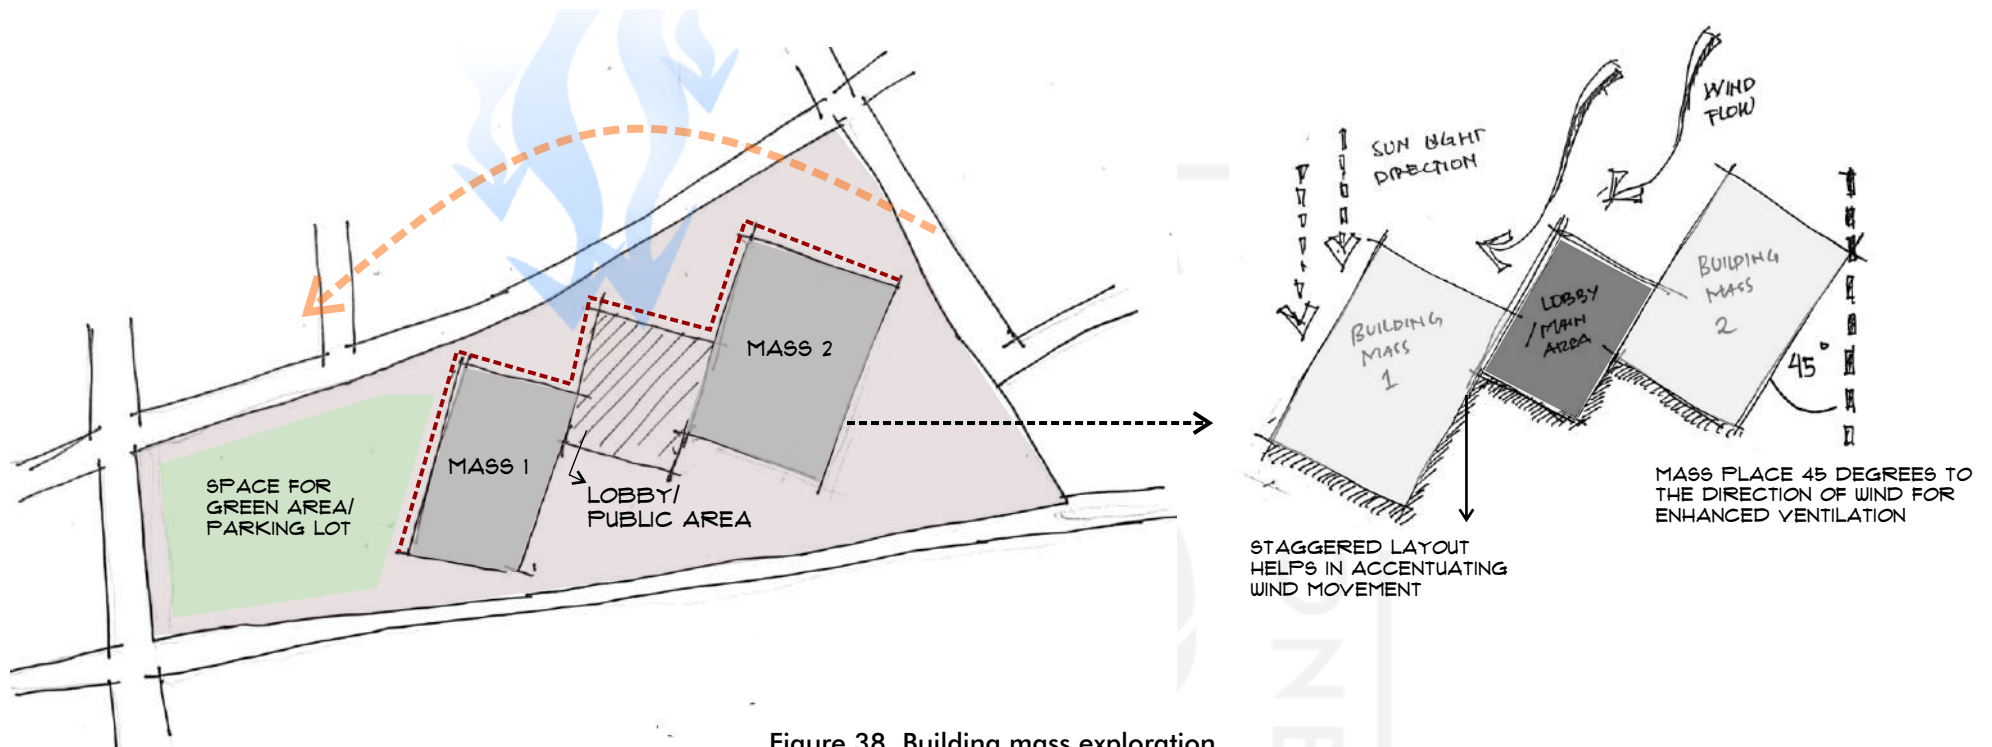 SPACE FOR
GREEN AREA/
PARKING LOT
MASS 1
LOBBY/
PUBLIC AREA
MASS 2
SUN LIGHT
DIRECTION
WIND
FLOW
BUILDING
MASS
1
LOBBY
/MAIN
AREA
BUILDING
MASS
2
45°
STAGGERED LAYOUT
HELPS IN ACCENTUATING
WIND MOVEMENT
MASS PLACE 45 DEGREES TO
THE DIRECTION OF WIND FOR
ENHANCED VENTILATION
Figure 38. Building mass exploration